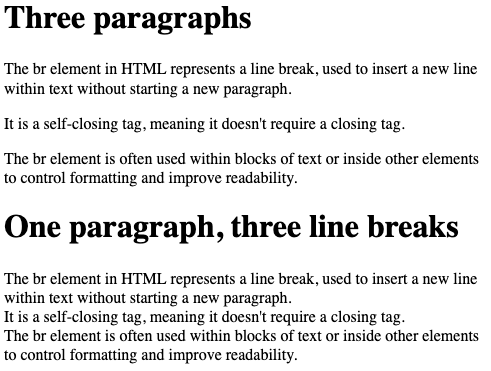 Three paragraphs
The br element in HTML represents a line break, used to insert a new line
within text without starting a new paragraph.
It is a self-closing tag, meaning it doesn't require a closing tag.
The br element is often used within blocks of text or inside other elements
to control formatting and improve readability.
One paragraph, three line breaks
The br element in HTML represents a line break, used to insert a new line
within text without starting a new paragraph.
It is a self-closing tag, meaning it doesn't require a closing tag.
The br element is often used within blocks of text or inside other elements
to control formatting and improve readability.